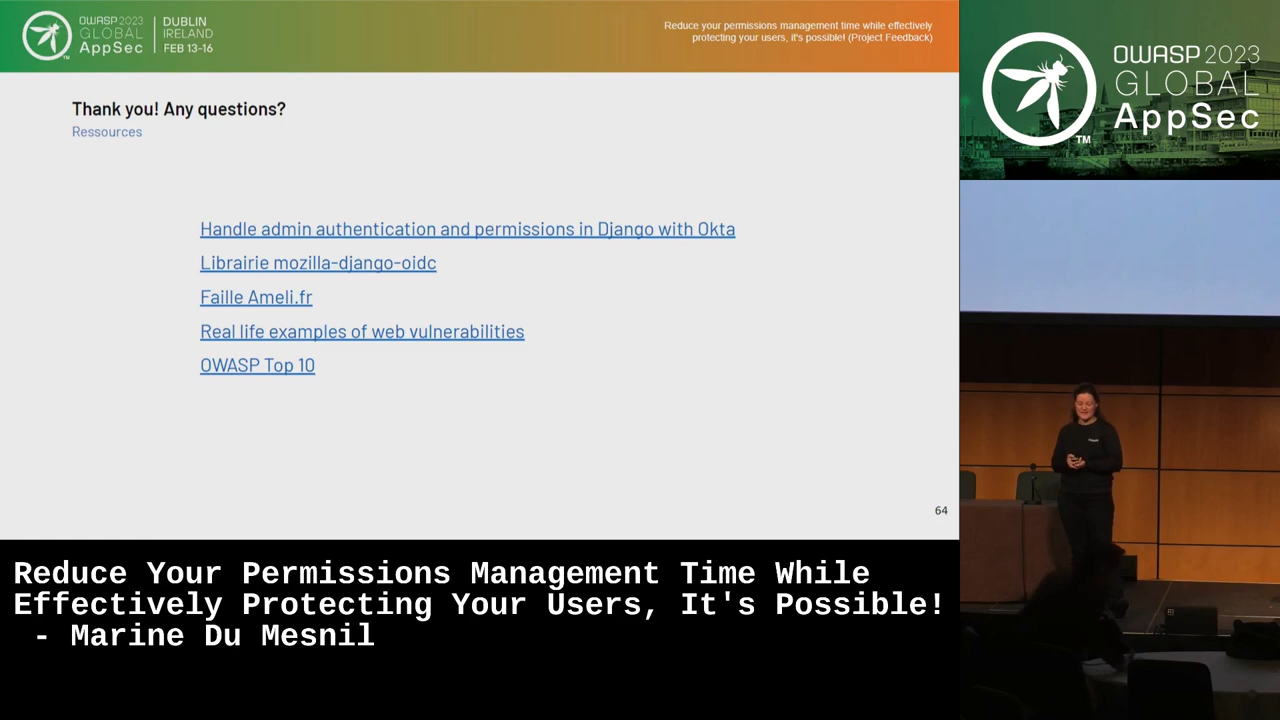 OWASP 2023
GLOBAL
AppSec
TM
DUBLIN
IRELAND
FEB 13-16
Reduce your permissions management time while effectively
protecting your users, it's possible! (Project Feedback)
Thank you! Any questions?
Ressources
Handle admin authentication and permissions in Django with Okta
Librairie mozilla-django-oidc
Faille Ameli.fr
Real life examples of web vulnerabilities
OWASP Top 10
64
OWASP 2023
GLOBAL
AppSec
TM
Reduce Your Permissions Management Time While
Effectively Protecting Your Users, It's Possible!
- Marine Du Mesnil